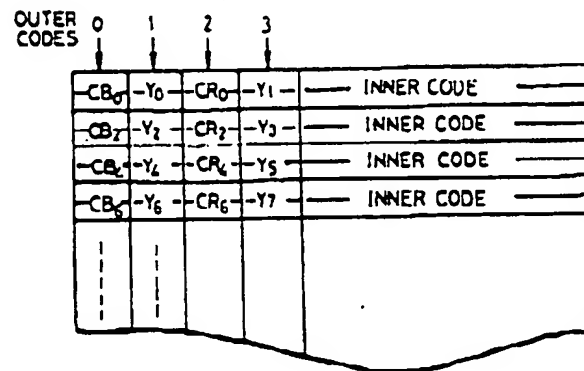 OUTER CODES 0 1 2 3
CB0 Y0 CR0 Y1 INNER CODE
CB2 Y2 CR2 Y3 INNER CODE
CB4 Y4 CR4 Y5 INNER CODE
CB6 Y6 CR6 Y7 INNER CODE